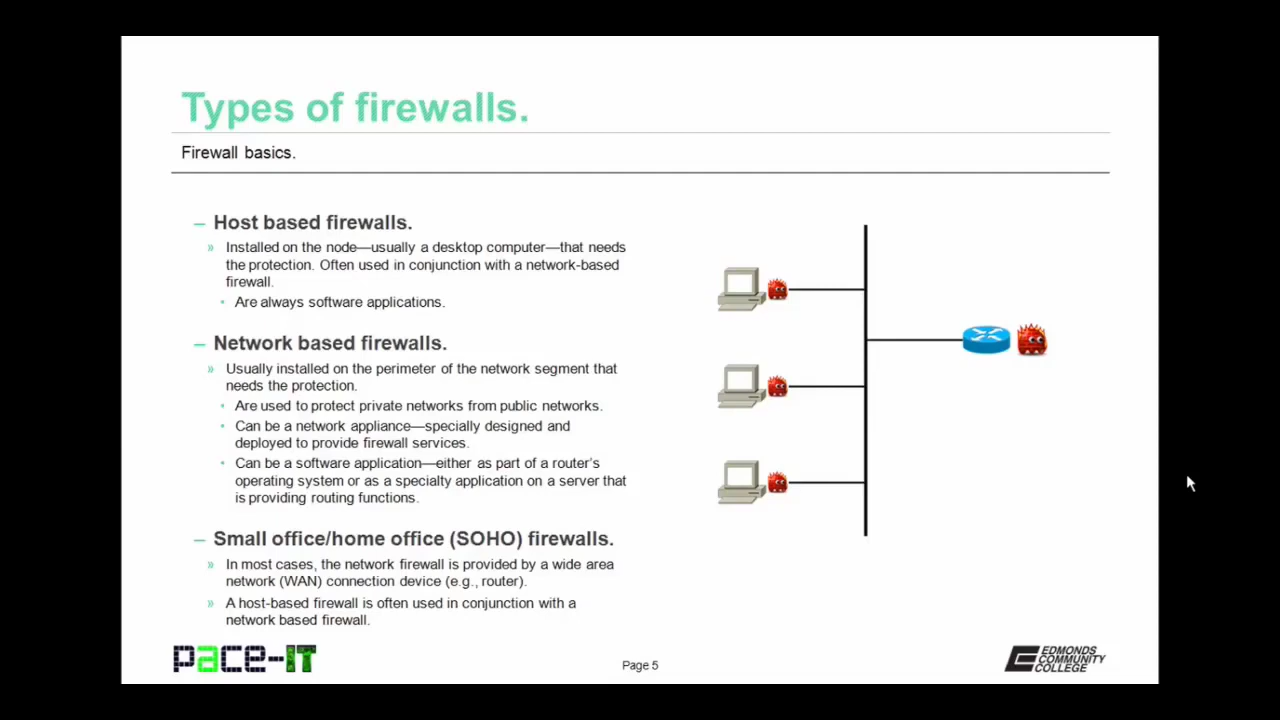 Types of firewalls.
Firewall basics.
– Host based firewalls.
» Installed on the node—usually a desktop computer—that needs
the protection. Often used in conjunction with a network-based
firewall.
• Are always software applications.
– Network based firewalls.
» Usually installed on the perimeter of the network segment that
needs the protection.
• Are used to protect private networks from public networks.
• Can be a network appliance—specially designed and
deployed to provide firewall services.
• Can be a software application—either as part of a router's
operating system or as a specialty application on a server that
is providing routing functions.
– Small office/home office (SOHO) firewalls.
» In most cases, the network firewall is provided by a wide area
network (WAN) connection device (e.g., router).
» A host-based firewall is often used in conjunction with a
network based firewall.
pace-IT
Page 5
EDMONDS
COMMUNITY
COLLEGE